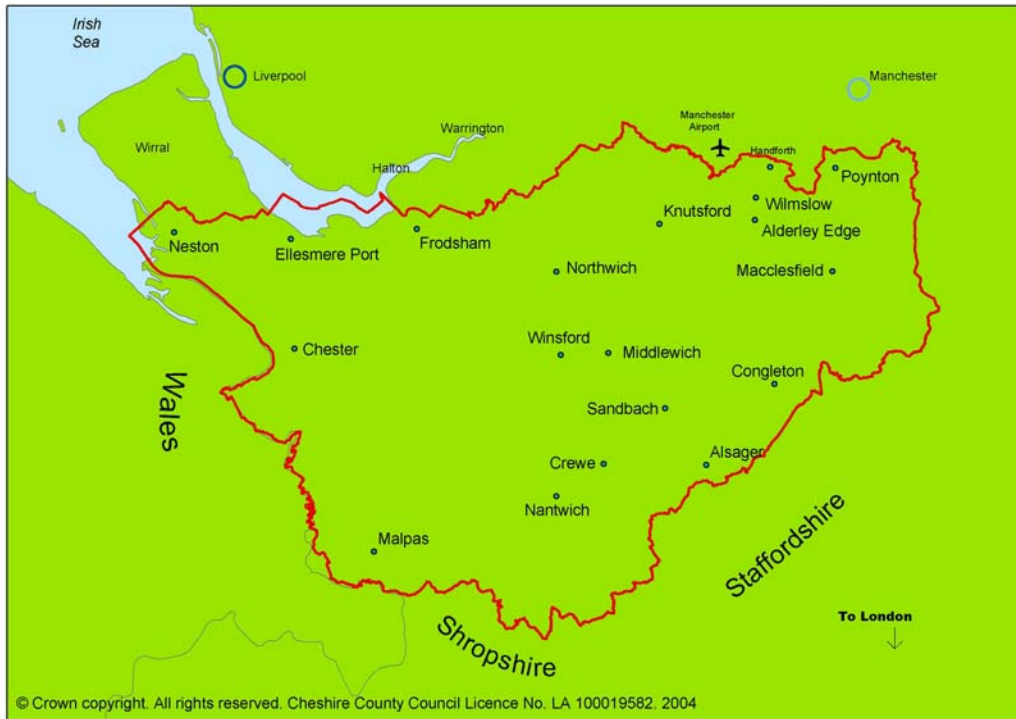 Irish
Sea
Liverpool
Manchester
Manchester
Airport
Warrington
Wirral
Halton
Handforth
Poynton
Wilmslow
Knutsford
Alderley Edge
Neston
Ellesmere Port
Frodsham
Northwich
Macclesfield
Chester
Winsford
Middlewich
Congleton
Wales
Sandbach
Crewe
Alsager
Nantwich
Malpas
Staffordshire
Shropshire
To London
© Crown copyright. All rights reserved. Cheshire County Council Licence No. LA 100019582. 2004